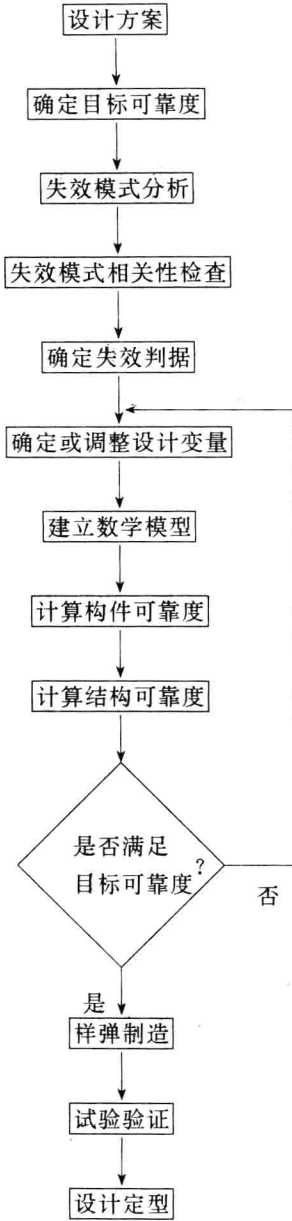 设计方案
确定目标可靠度
失效模式分析
失效模式相关性检查
确定失效判据
确定或调整设计变量
建立数学模型
计算构件可靠度
计算结构可靠度
是否满足
目标可靠度?
否
是
样弹制造
试验验证
设计定型